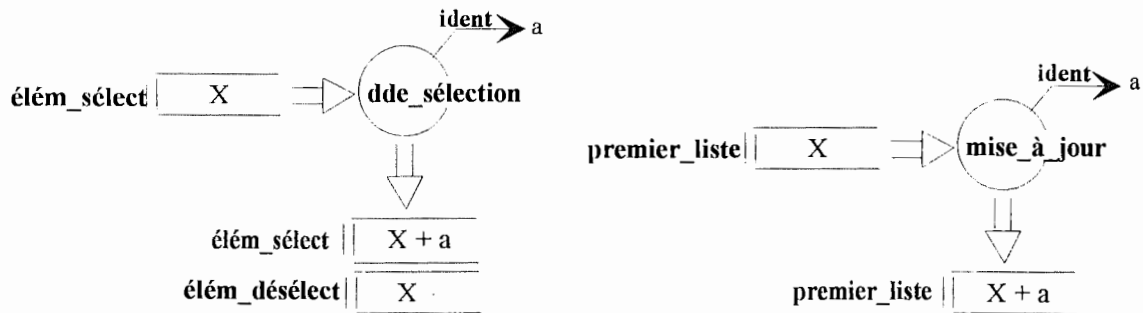 ident a
élém_sélect X dde_sélection
élém_sélect X + a
élém_désélect X
ident a
premier_liste X mise_à_jour
premier_liste X + a